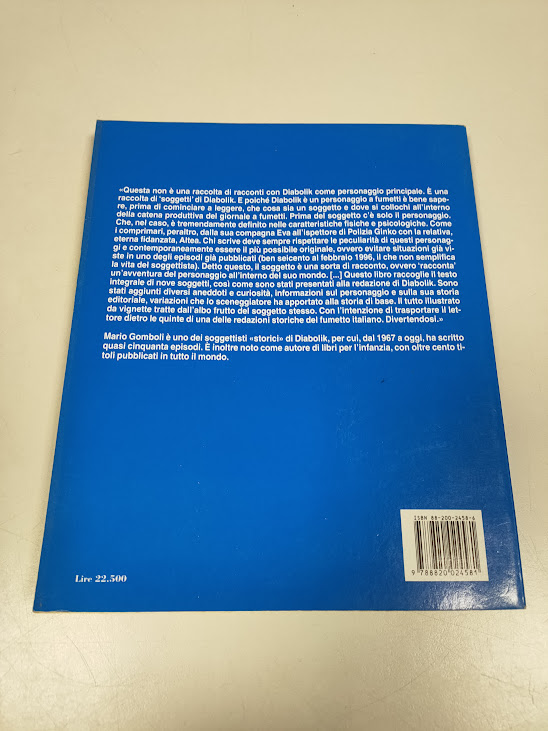 «Questa non è una raccolta di racconti con Diabolik come personaggio principale. È una
raccolta di 'soggetti' di Diabolik. E poiché Diabolik è un personaggio a fumetti è bene sape-
re, prima di cominciare a leggere, che cosa sia un soggetto e dove si collochi all'interno
della catena produttiva del giornale a fumetti. Prima del soggetto c'è solo il personaggio.
Che, nel caso, è tremendamente definito nelle caratteristiche fisiche e psicologiche. Come
i comprimari, peraltro, dalla sua compagna Eva all'ispettore di Polizia Ginko con la relativa,
eterna fidanzata, Altea. Chi scrive deve sempre rispettare le peculiarità di questi personag-
gi e contemporaneamente essere il più possibile originale, ovvero evitare situazioni già vi-
ste in uno degli episodi già pubblicati (ben seicento al febbraio 1996, il che non semplifica
la vita del soggettista). Detto questo, il soggetto è una sorta di racconto, ovvero 'racconta'
un'avventura del personaggio all'interno del suo mondo. [...] Questo libro raccoglie il testo
integrale di nove soggetti, così come sono stati presentati alla redazione di Diabolik. Sono
stati aggiunti diversi aneddoti e curiosità, informazioni sul personaggio e sulla sua storia
editoriale, variazioni che lo sceneggiatore ha apportato alla storia di base. Il tutto illustrato
da vignette tratte dall'albo frutto del soggetto stesso. Con l'intenzione di trasportare il let-
tore dietro le quinte di una delle redazioni storiche del fumetto italiano. Divertendosi.»
Mario Gomboli è uno dei soggettisti «storici» di Diabolik, per cui, dal 1967 a oggi, ha scritto
quasi cinquanta episodi. È inoltre noto come autore di libri per l'infanzia, con oltre cento ti-
toli pubblicati in tutto il mondo.
ISBN 88-200-2458-6
9 788820 024581
Lire 22.500